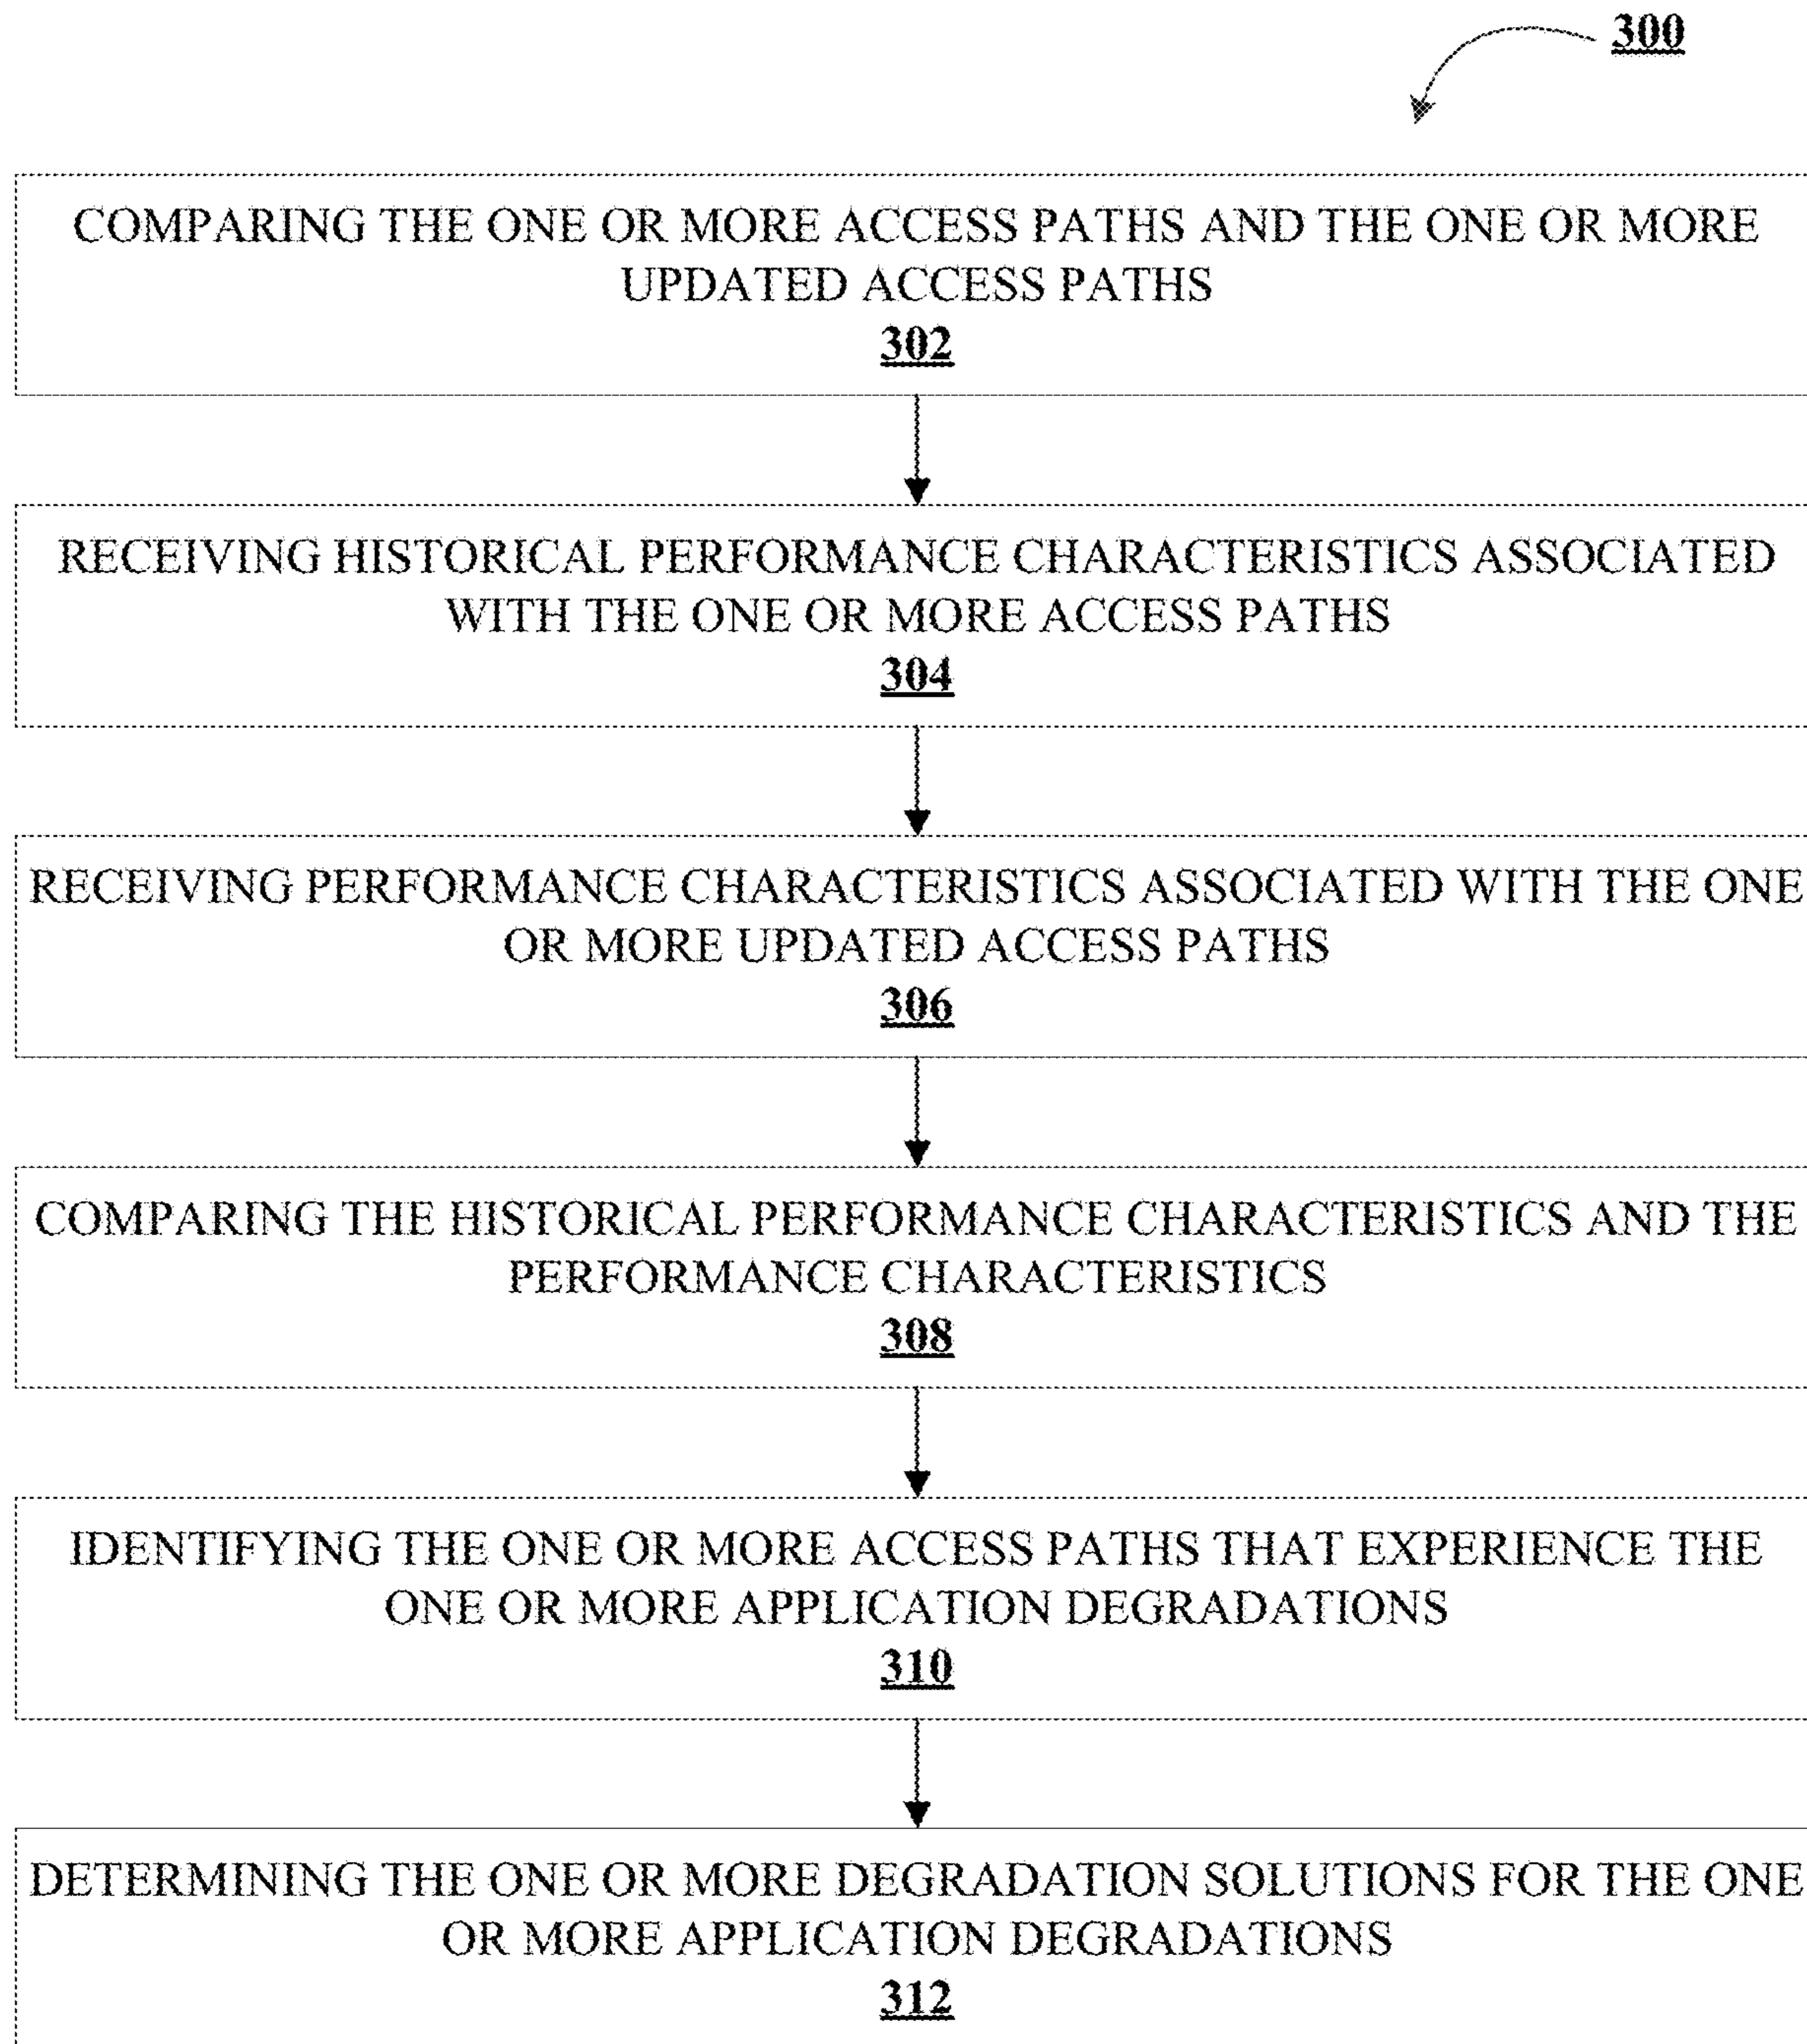 300
COMPARING THE ONE OR MORE ACCESS PATHS AND THE ONE OR MORE
UPDATED ACCESS PATHS
302
RECEIVING HISTORICAL PERFORMANCE CHARACTERISTICS ASSOCIATED
WITH THE ONE OR MORE ACCESS PATHS
304
RECEIVING PERFORMANCE CHARACTERISTICS ASSOCIATED WITH THE ONE
OR MORE UPDATED ACCESS PATHS
306
COMPARING THE HISTORICAL PERFORMANCE CHARACTERISTICS AND THE
PERFORMANCE CHARACTERISTICS
308
IDENTIFYING THE ONE OR MORE ACCESS PATHS THAT EXPERIENCE THE
ONE OR MORE APPLICATION DEGRADATIONS
310
DETERMINING THE ONE OR MORE DEGRADATION SOLUTIONS FOR THE ONE
OR MORE APPLICATION DEGRADATIONS
312